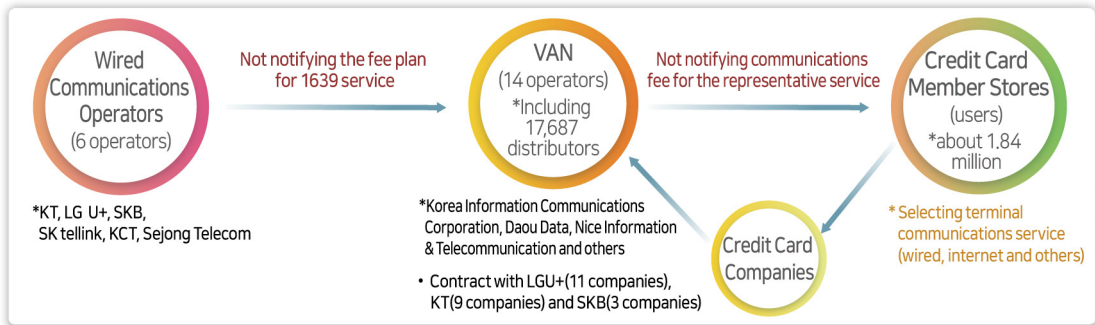 Wired
Communications
Operators
(6 operators)
*KT, LG U+, SKB,
SK tellink, KCT, Sejong Telecom
Not notifying the fee plan
for 1639 service
VAN
(14 operators)
*Including
17,687
distributors
*Korea Information Communications
Corporation, Daou Data, Nice Information
& Telecommunication and others
• Contract with LGU+(11 companies),
KT(9 companies) and SKB(3 companies)
Not notifying communications
fee for the representative service
Credit Card
Member Stores
(users)
*about 1.84
million
* Selecting terminal
communications service
(wired, internet and others)
Credit Card
Companies